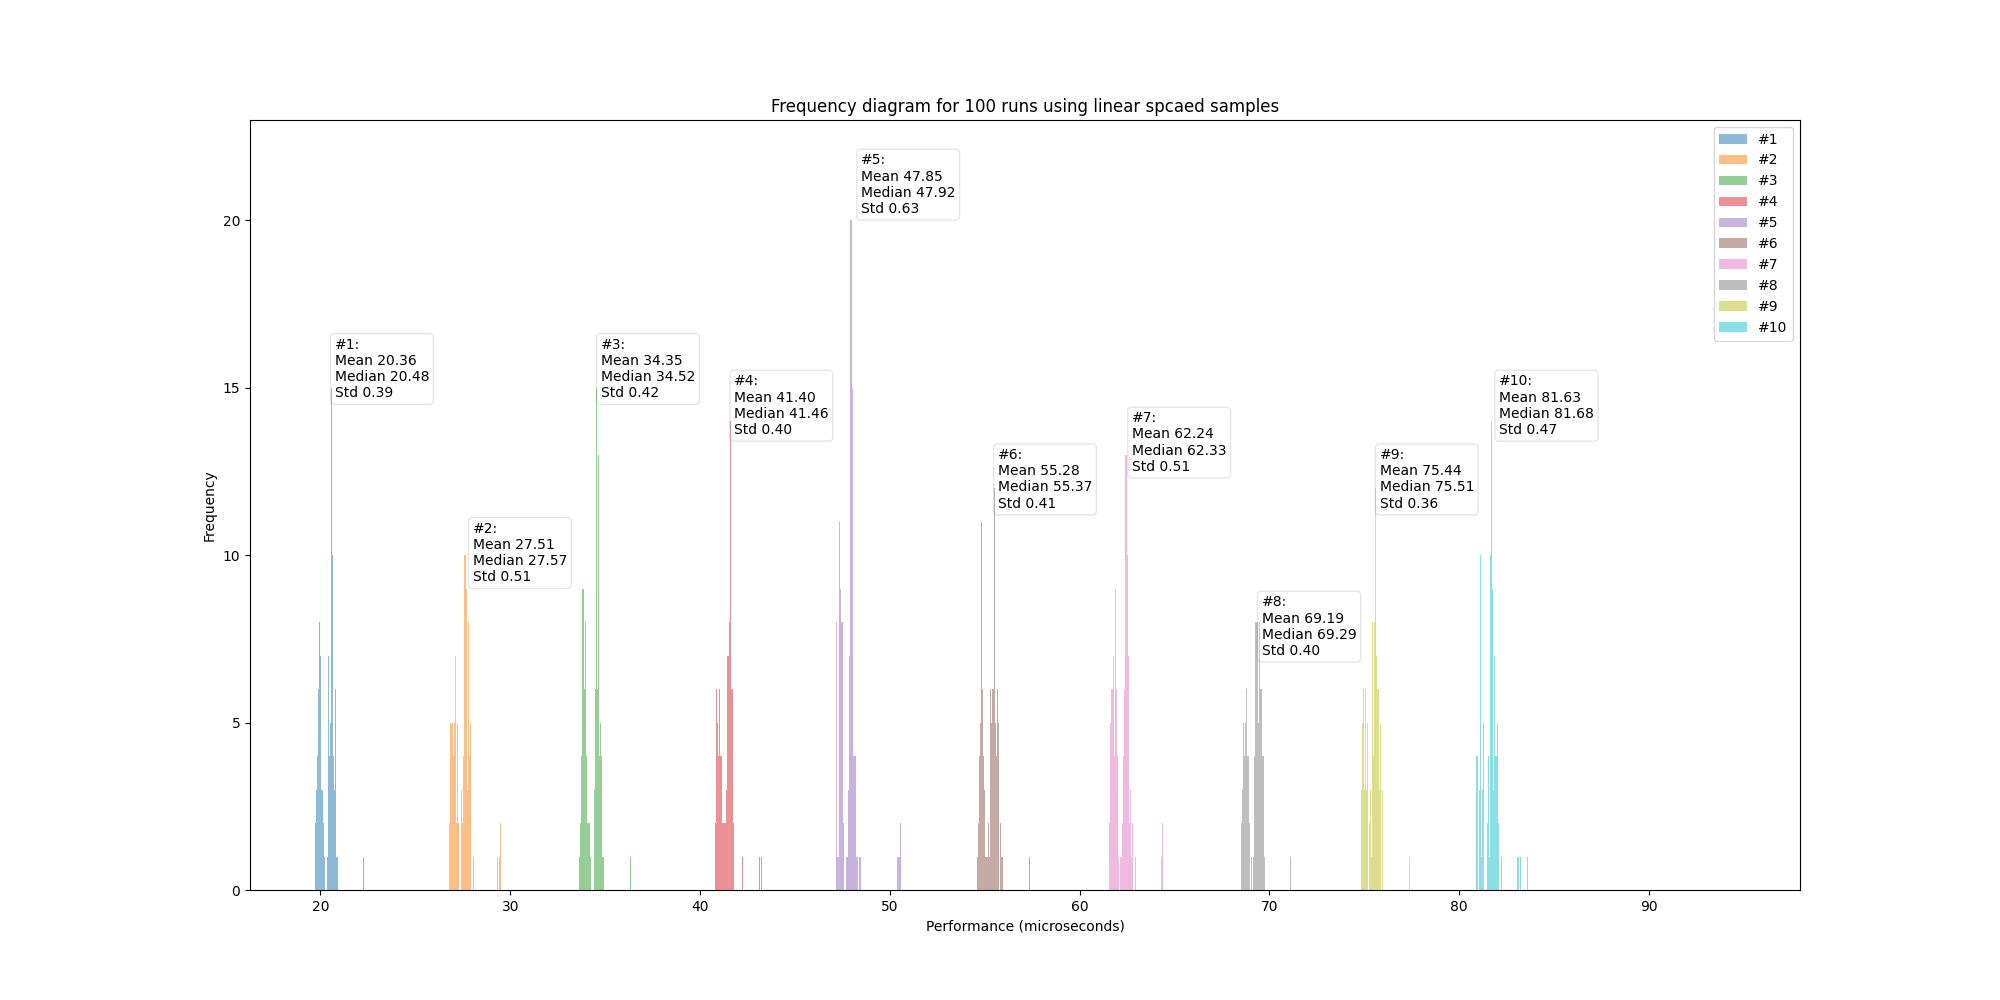 Frequency diagram for 100 runs using linear spcaed samples
#1
#2
#3
#4
#5
#6
#7
#8
#9
#10
#5:
Mean 47.85
Median 47.92
Std 0.63
#1:
Mean 20.36
Median 20.48
Std 0.39
#3:
Mean 34.35
Median 34.52
Std 0.42
#4:
Mean 41.40
Median 41.46
Std 0.40
#10:
Mean 81.63
Median 81.68
Std 0.47
#7:
Mean 62.24
Median 62.33
Std 0.51
#6:
Mean 55.28
Median 55.37
Std 0.41
#9:
Mean 75.44
Median 75.51
Std 0.36
#2:
Mean 27.51
Median 27.57
Std 0.51
#8:
Mean 69.19
Median 69.29
Std 0.40
Frequency
20
15
10
5
0
20 30 40 50 60 70 80 90
Performance (microseconds)